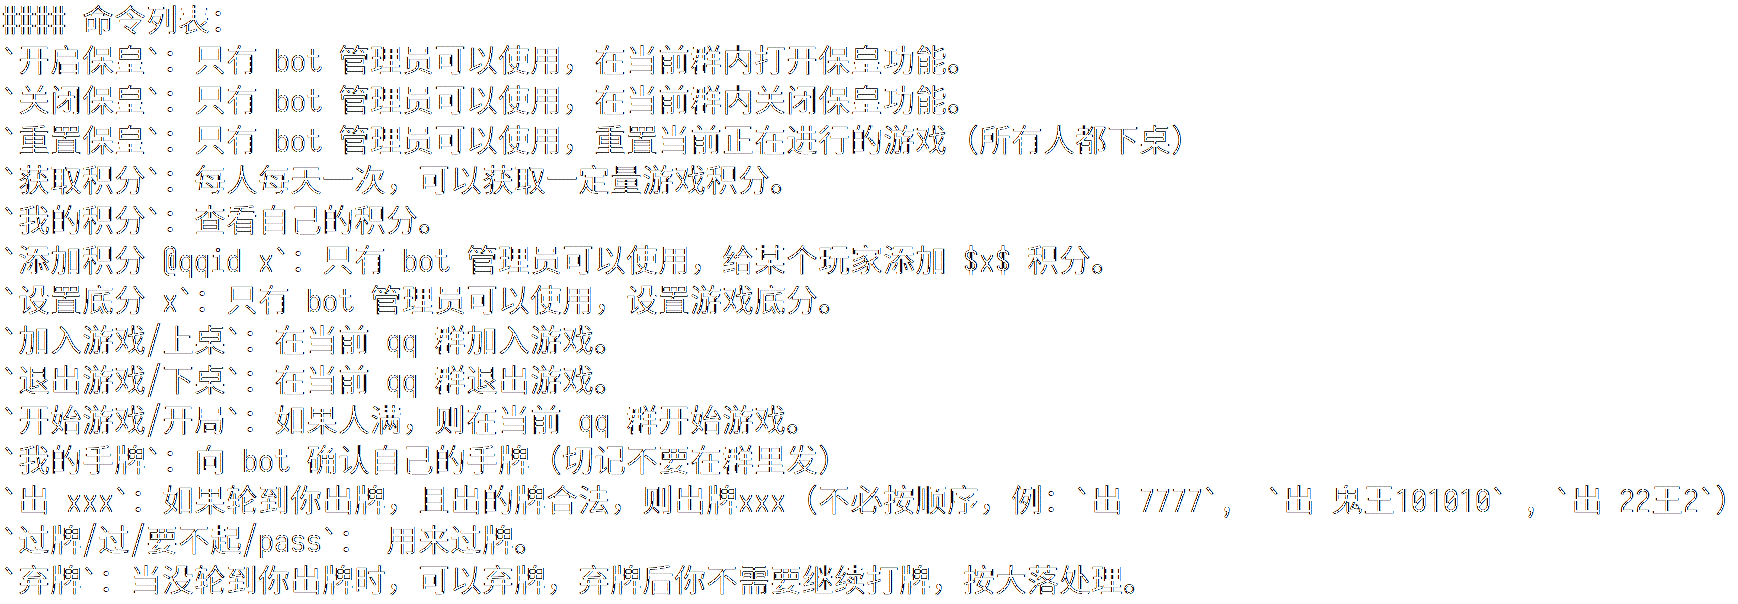 #### 命令列表：
`开启保皇`：只有 bot 管理员可以使用，在当前群内打开保皇功能。
`关闭保皇`：只有 bot 管理员可以使用，在当前群内关闭保皇功能。
`重置保皇`：只有 bot 管理员可以使用，重置当前正在进行的游戏（所有人都下桌）
`获取积分`：每人每天一次，可以获取一定量游戏积分。
`我的积分`：查看自己的积分。
`添加积分 @qqid x`：只有 bot 管理员可以使用，给某个玩家添加 $x$ 积分。
`设置底分 x`：只有 bot 管理员可以使用，设置游戏底分。
`加入游戏/上桌`：在当前 qq 群加入游戏。
`退出游戏/下桌`：在当前 qq 群退出游戏。
`开始游戏/开局`：如果人满，则在当前 qq 群开始游戏。
`我的手牌`：向 bot 确认自己的手牌（切记不要在群里发）
`出 xxx`：如果轮到你出牌，且出的牌合法，则出牌xxx（不必按顺序，例：`出 7777`， `出 鬼王101010` ，`出 22王2`）
`过牌/过/要不起/pass`： 用来过牌。
`弃牌`：当没轮到你出牌时，可以弃牌，弃牌后你不需要继续打牌，按大落处理。